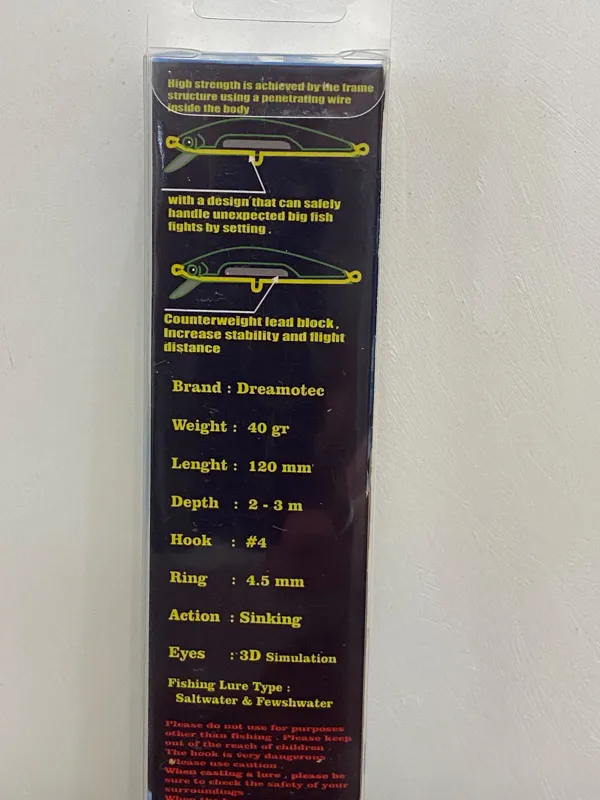 High strength is achieved by the frame
structure using a penetrating wire
inside the body
with a design that can safely
handle unexpected big fish
fights by setting .
Counterweight lead block ,
Increase stability and flight
distance
Brand : Dreamotec
Weight : 40 gr
Lenght : 120 mm
Depth : 2 - 3 m
Hook : #4
Ring : 4.5 mm
Action : Sinking
Eyes : 3D Simulation
Fishing Lure Type :
Saltwater & Fewshwater
Please do not use for purposes
other than fishing . Please keep
out of the reach of children .
The hook is very dangerous .
Please use caution .
When casting a lure , please be
sure to check the safety of your
surroundings .